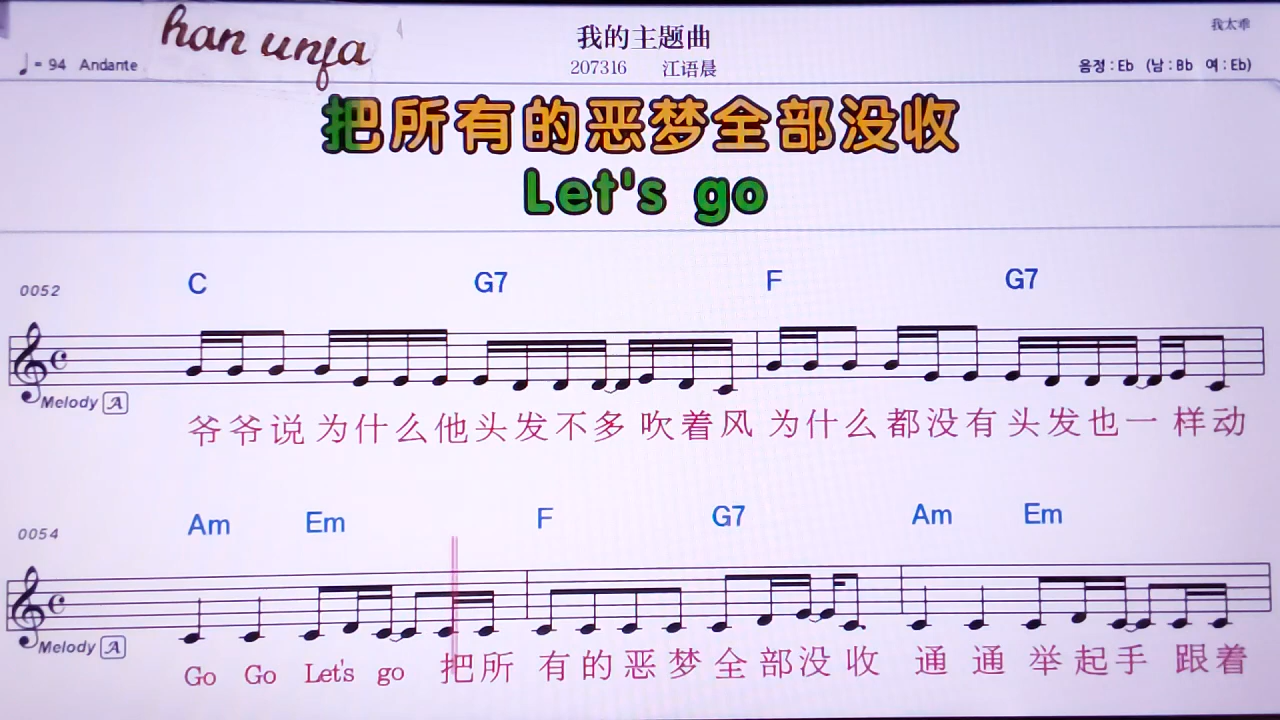 han unfa
我的主题曲
我太乖
♩= 94 Andante
207316 江语晨
음정 : Eb (남 : Bb 여 : Eb)
把所有的恶梦全部没收
Let's go
C G7 F G7
0052
Melody A
爷爷说为什么他头发不多吹着风为什么都没有头发也一样动
Am Em F G7 Am Em
0054
Melody A
Go Go Let's go 把所有的恶梦全部没收 通通举起手跟着